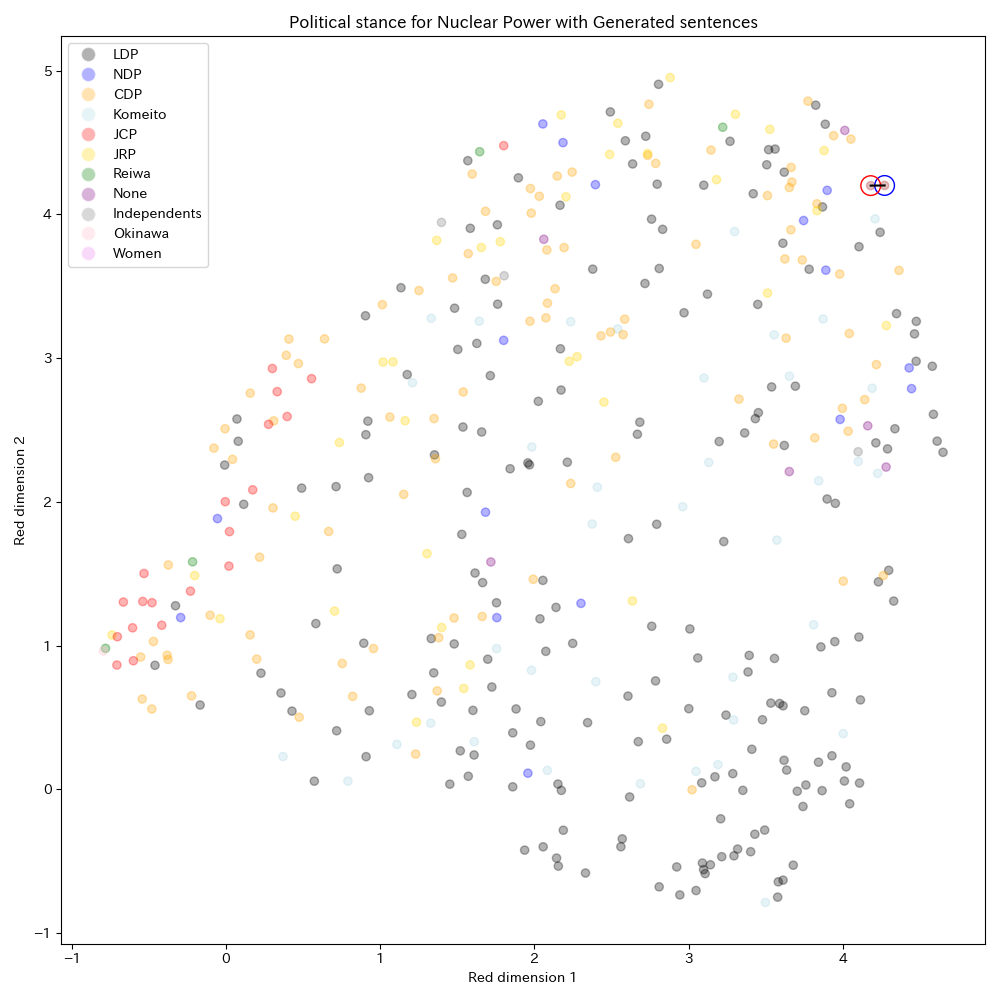 Political stance for Nuclear Power with Generated sentences
LDP
NDP
CDP
Komeito
JCP
JRP
Reiwa
None
Independents
Okinawa
Women
5
4
3
2
1
0
−1
Red dimension 2
−1 0 1 2 3 4
Red dimension 1